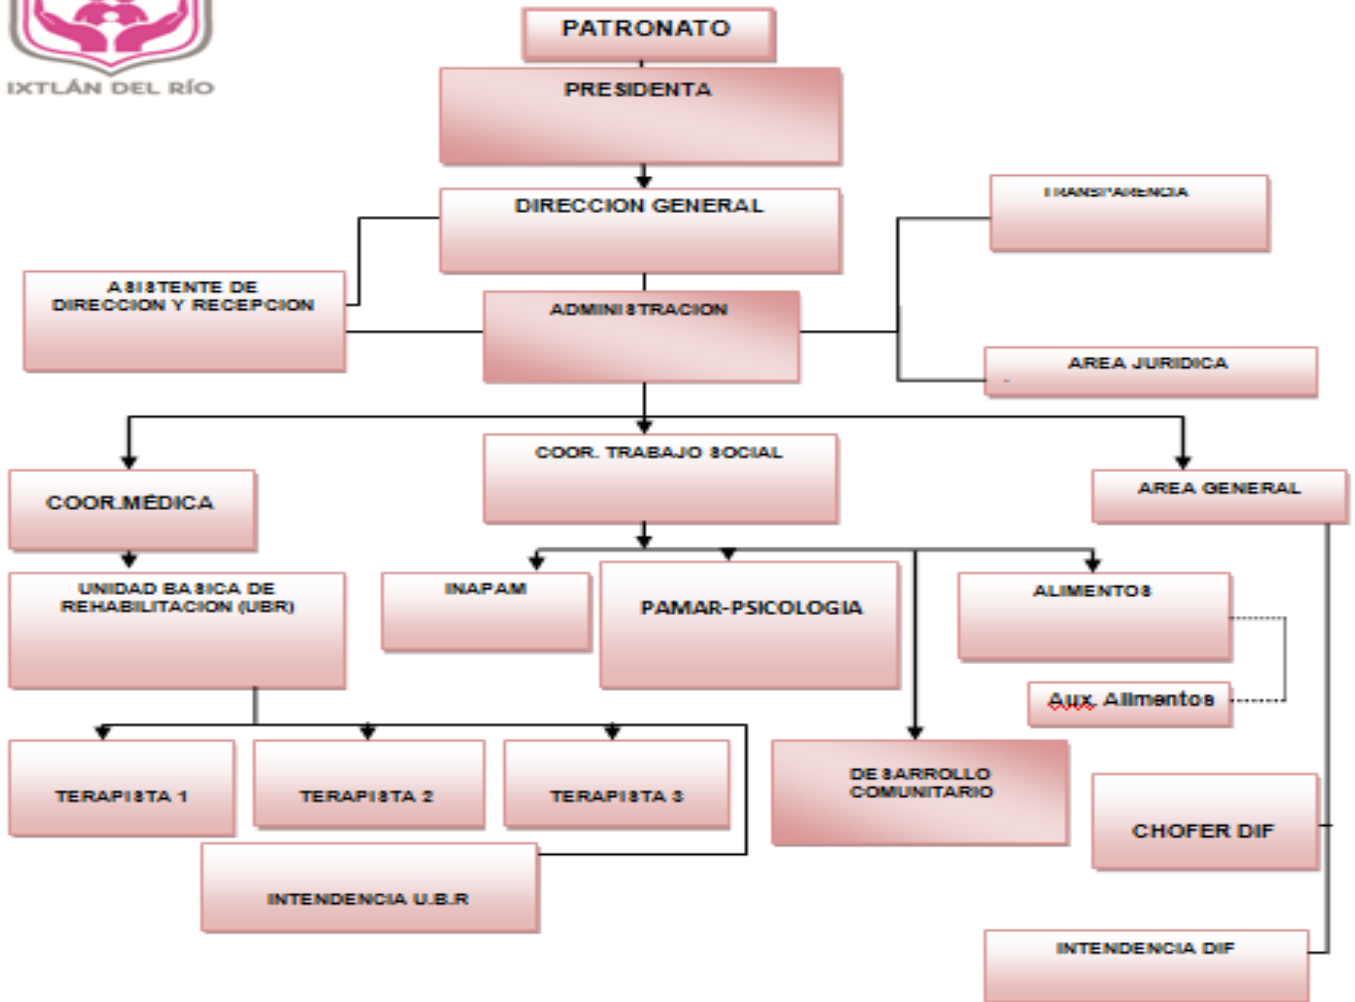 IXTLÁN DEL RÍO
PATRONATO
PRESIDENTA
DIRECCION GENERAL
TRANSPARENCIA
ASISTENTE DE
DIRECCION Y RECEPCION
ADMINISTRACION
AREA JURIDICA
COOR. TRABAJO SOCIAL
COOR.MÉDICA
AREA GENERAL
UNIDAD BASICA DE
REHABILITACION (UBR)
INAPAM
PAMAR-PSICOLOGIA
ALIMENTOS
Aux. Alimentos
TERAPISTA 1
TERAPISTA 2
TERAPISTA 3
DESARROLLO
COMUNITARIO
CHOFER DIF
INTENDENCIA U.B.R
INTENDENCIA DIF